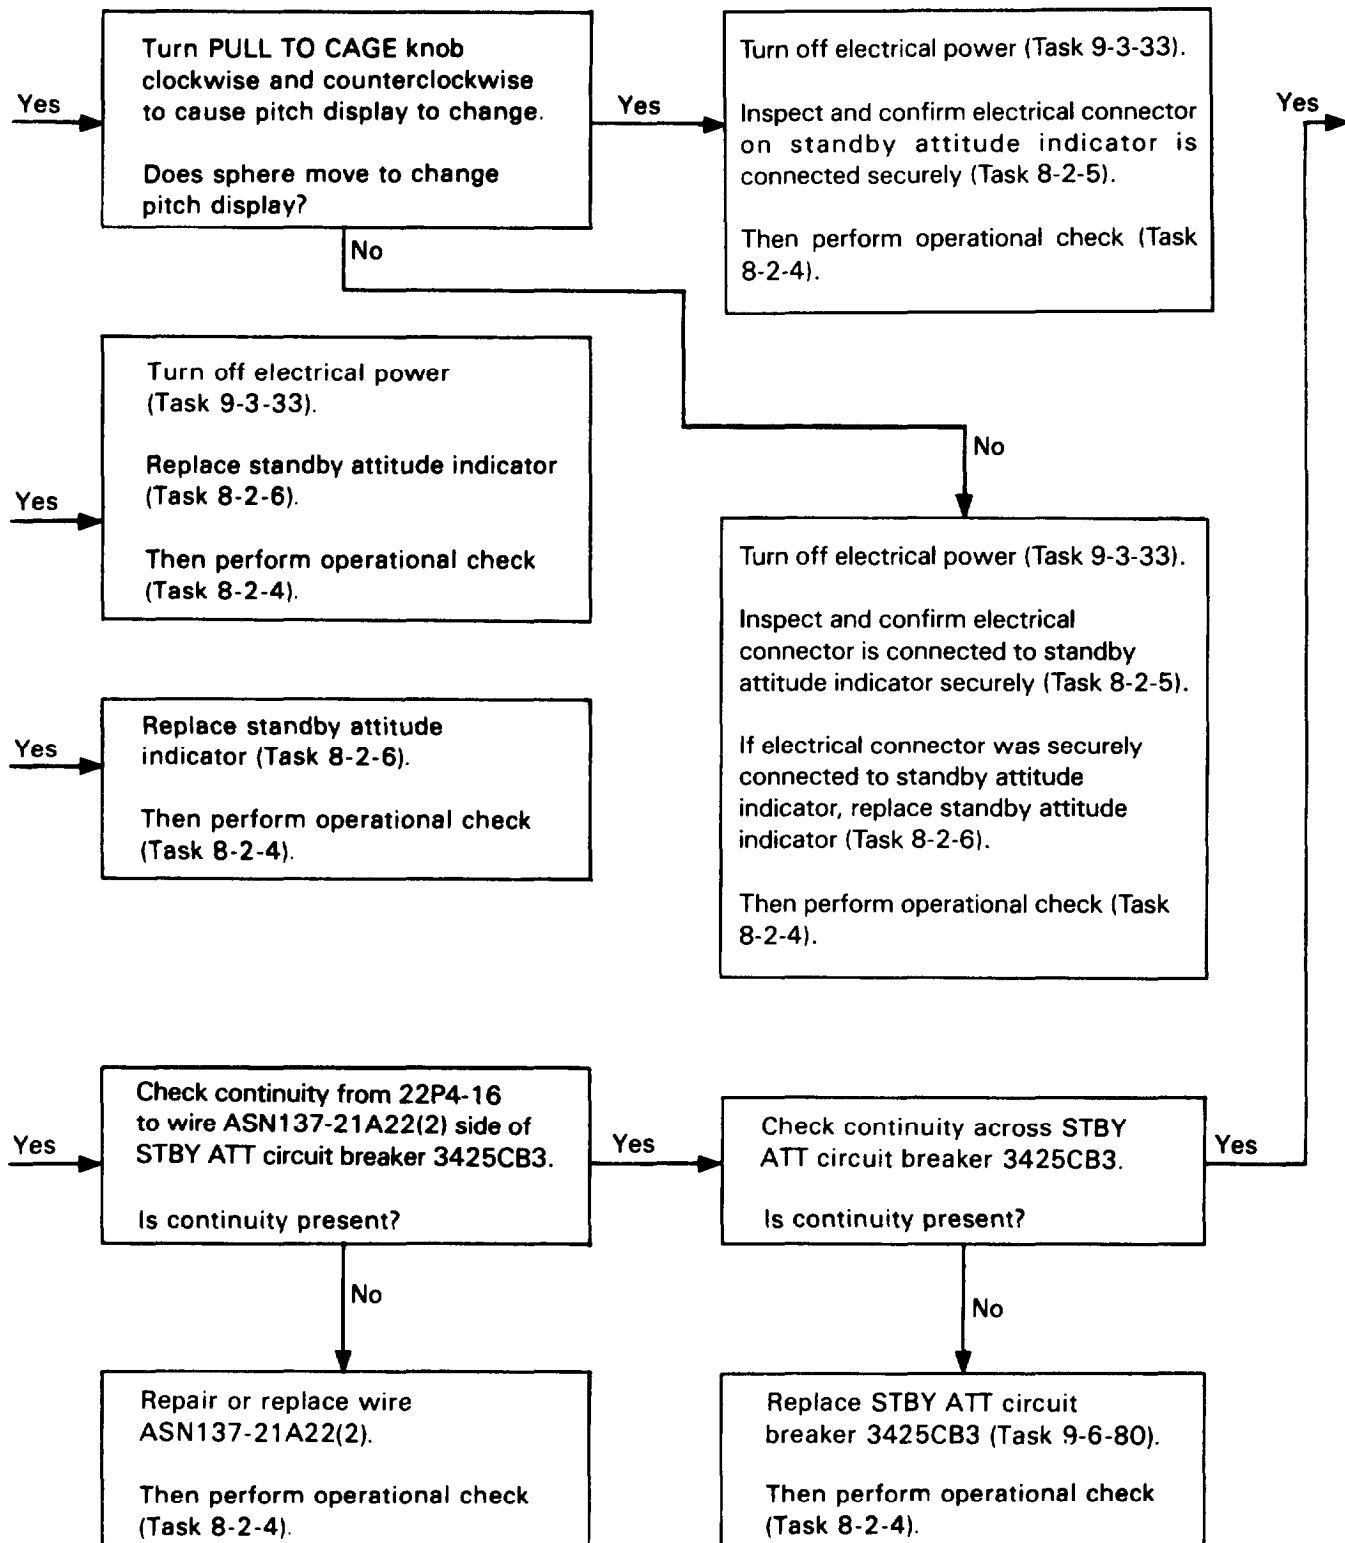 Yes
Turn PULL TO CAGE knob
clockwise and counterclockwise
to cause pitch display to change.
Does sphere move to change
pitch display?
Yes
No
Turn off electrical power (Task 9-3-33).
Inspect and confirm electrical connector
on standby attitude indicator is
connected securely (Task 8-2-5).
Then perform operational check (Task
8-2-4).
Yes
Yes
Turn off electrical power
(Task 9-3-33).
Replace standby attitude indicator
(Task 8-2-6).
Then perform operational check
(Task 8-2-4).
No
Turn off electrical power (Task 9-3-33).
Inspect and confirm electrical
connector is connected to standby
attitude indicator securely (Task 8-2-5).
If electrical connector was securely
connected to standby attitude
indicator, replace standby attitude
indicator (Task 8-2-6).
Then perform operational check (Task
8-2-4).
Yes
Replace standby attitude
indicator (Task 8-2-6).
Then perform operational check
(Task 8-2-4).
Yes
Check continuity from 22P4-16
to wire ASN137-21A22(2) side of
STBY ATT circuit breaker 3425CB3.
Is continuity present?
Yes
No
Check continuity across STBY
ATT circuit breaker 3425CB3.
Is continuity present?
Yes
No
Repair or replace wire
ASN137-21A22(2).
Then perform operational check
(Task 8-2-4).
Replace STBY ATT circuit
breaker 3425CB3 (Task 9-6-80).
Then perform operational check
(Task 8-2-4).